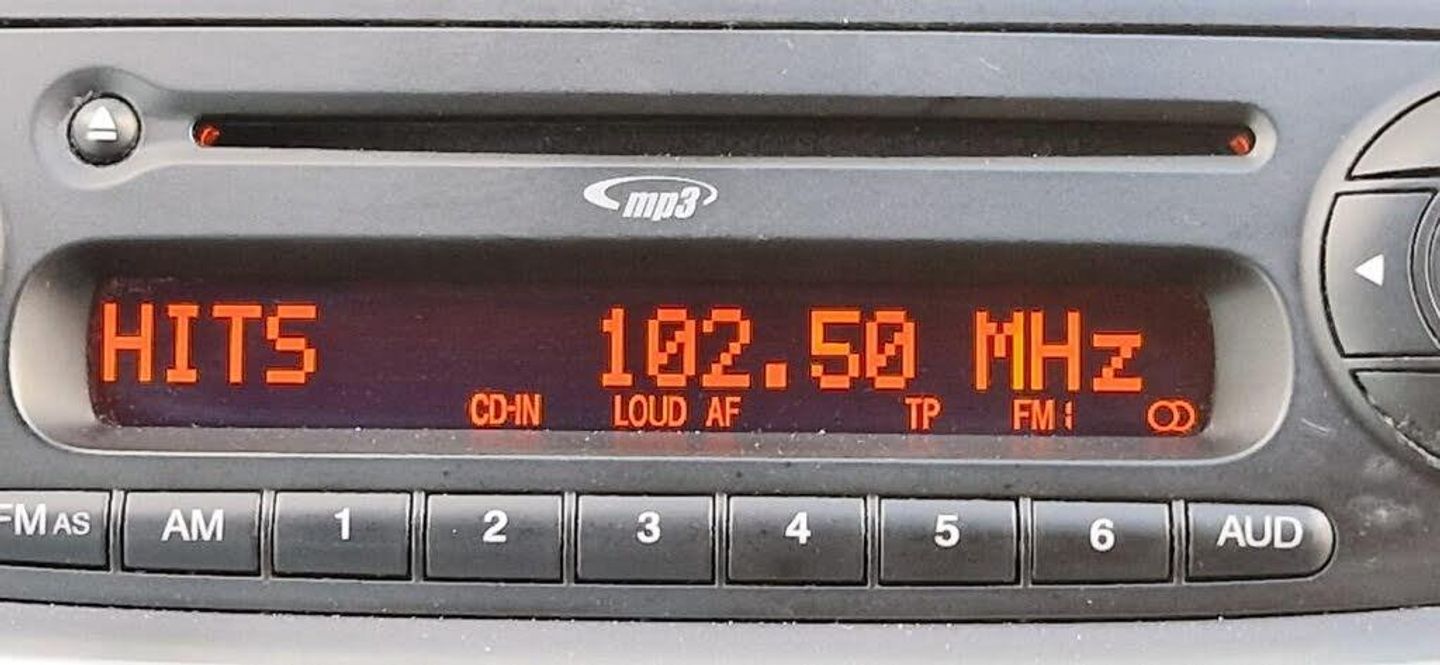 mp3
HITS 102.50 MHz
CD-IN LOUD AF TP FM1
FM AS AM 1 2 3 4 5 6 AUD